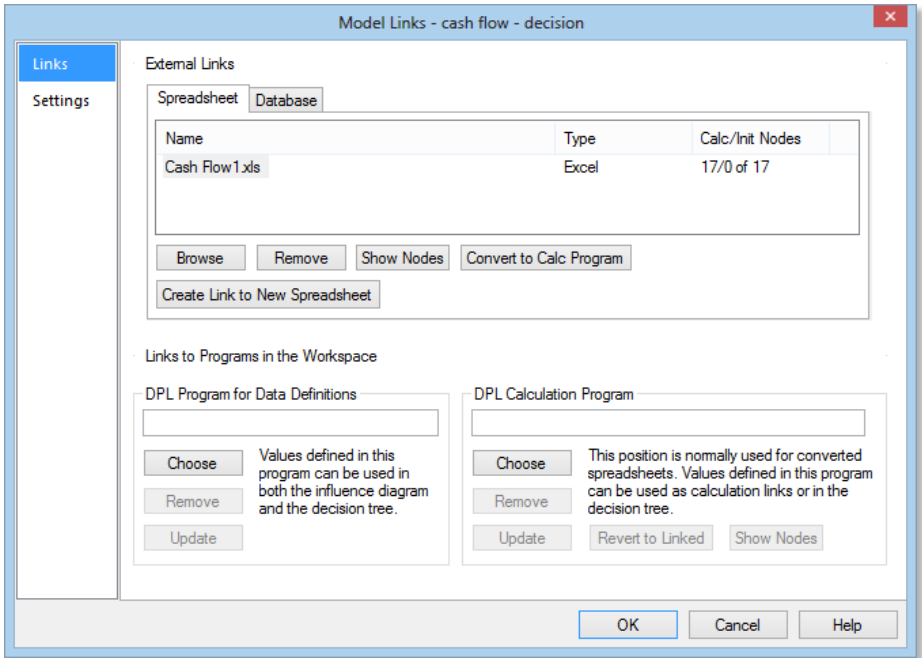 Model Links - cash flow - decision
Links
Settings
External Links
Spreadsheet Database
Name Type Calc/Init Nodes
Cash Flow1.xls Excel 17/0 of 17
Browse Remove Show Nodes Convert to Calc Program
Create Link to New Spreadsheet
Links to Programs in the Workspace
DPL Program for Data Definitions
Choose
Values defined in this
program can be used in
both the influence diagram
and the decision tree.
Remove
Update
DPL Calculation Program
Choose
This position is normally used for converted
spreadsheets. Values defined in this program
can be used as calculation links or in the
decision tree.
Remove
Update Revert to Linked Show Nodes
OK Cancel Help